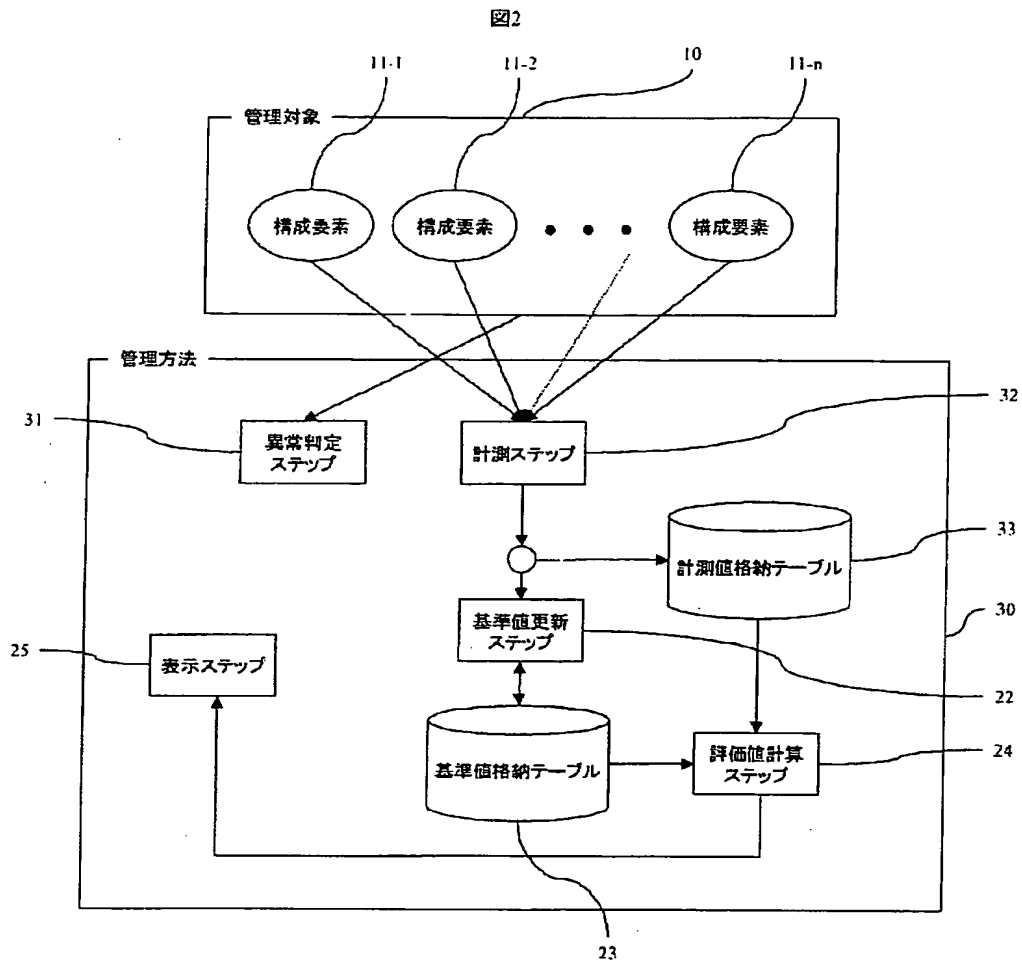 図2
11-1
11-2
10
11-n
管理対象
構成要素
構成要素
構成要素
管理方法
31
異常判定
ステップ
計測ステップ
32
計測値格納テーブル
33
基準値更新
ステップ
30
25
表示ステップ
22
基準値格納テーブル
評価値計算
ステップ
24
23